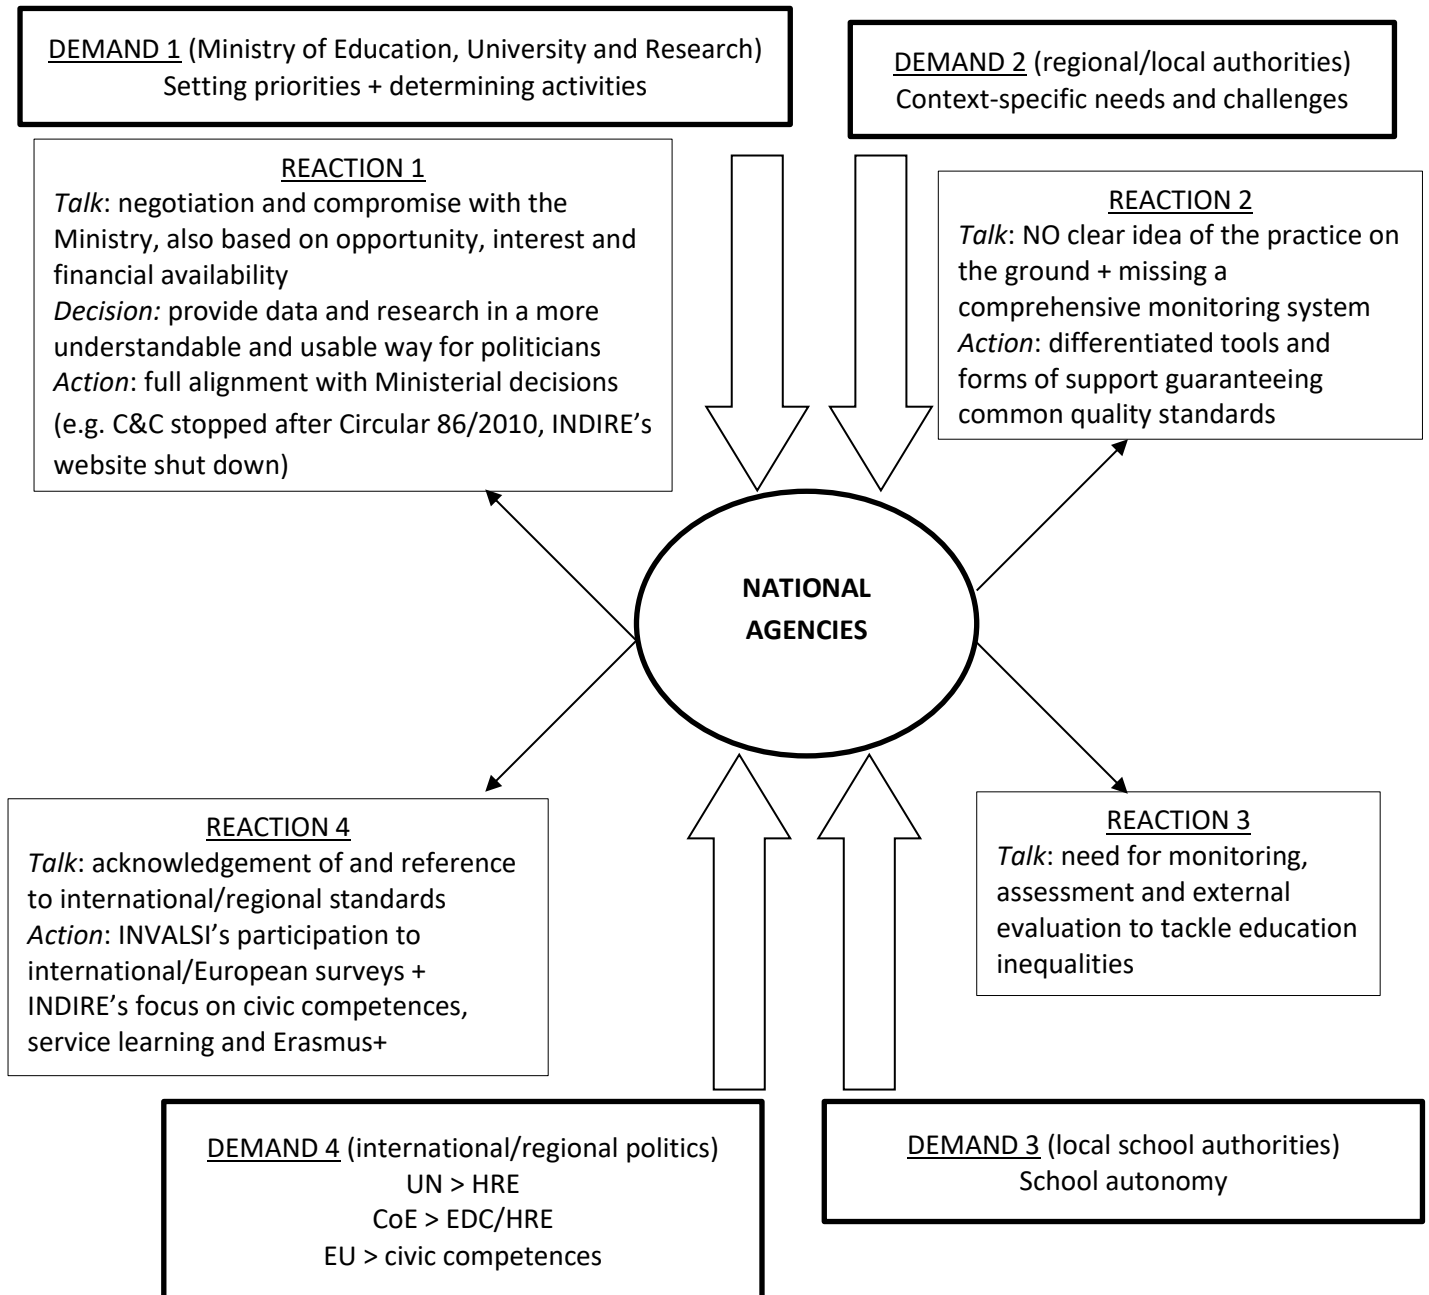 DEMAND 1 (Ministry of Education, University and Research)
Setting priorities + determining activities
DEMAND 2 (regional/local authorities)
Context-specific needs and challenges
REACTION 1
Talk: negotiation and compromise with the
Ministry, also based on opportunity, interest and
financial availability
Decision: provide data and research in a more
understandable and usable way for politicians
Action: full alignment with Ministerial decisions
(e.g. C&C stopped after Circular 86/2010, INDIRE’s
website shut down)
REACTION 2
Talk: NO clear idea of the practice on
the ground + missing a
comprehensive monitoring system
Action: differentiated tools and
forms of support guaranteeing
common quality standards
NATIONAL
AGENCIES
REACTION 4
Talk: acknowledgement of and reference
to international/regional standards
Action: INVALSI’s participation to
international/European surveys +
INDIRE’s focus on civic competences,
service learning and Erasmus+
REACTION 3
Talk: need for monitoring,
assessment and external
evaluation to tackle education
inequalities
DEMAND 4 (international/regional politics)
UN > HRE
CoE > EDC/HRE
EU > civic competences
DEMAND 3 (local school authorities)
School autonomy